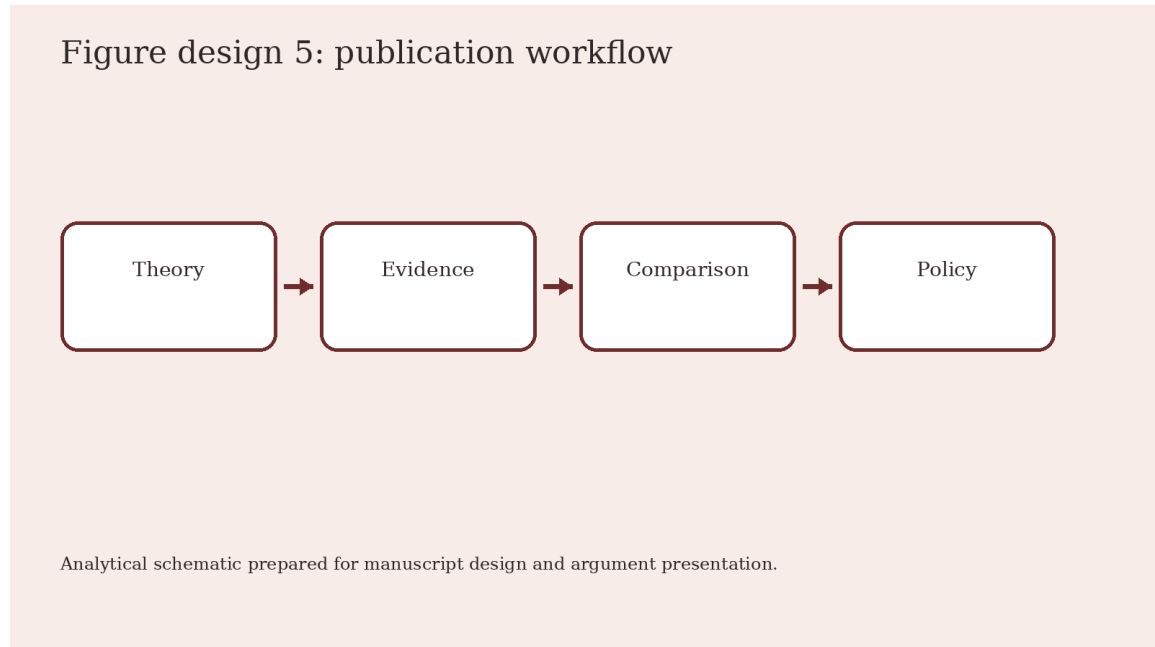 Figure design 5: publication workflow
Theory
Evidence
Comparison
Policy
Analytical schematic prepared for manuscript design and argument presentation.